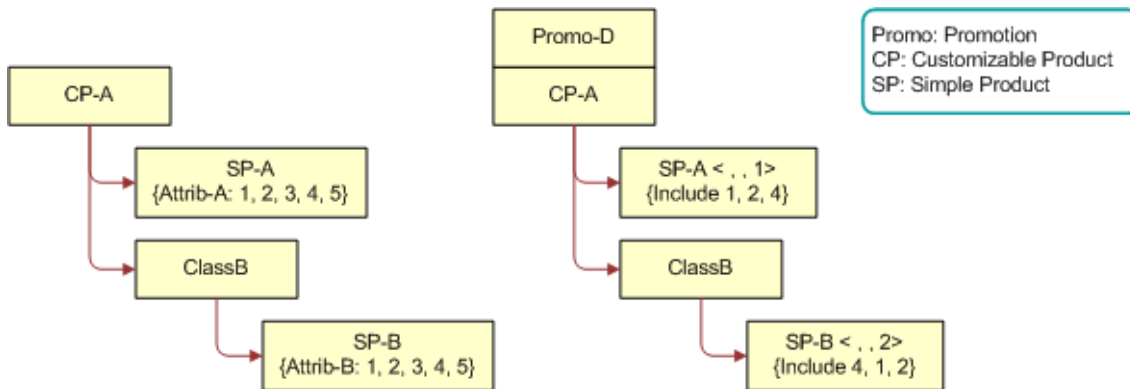 CP-A
SP-A
{Attrib-A: 1, 2, 3, 4, 5}
ClassB
SP-B
{Attrib-B: 1, 2, 3, 4, 5}
Promo-D
CP-A
SP-A < , , 1>
{Include 1, 2, 4}
ClassB
SP-B < , , 2>
{Include 4, 1, 2}
Promo: Promotion
CP: Customizable Product
SP: Simple Product